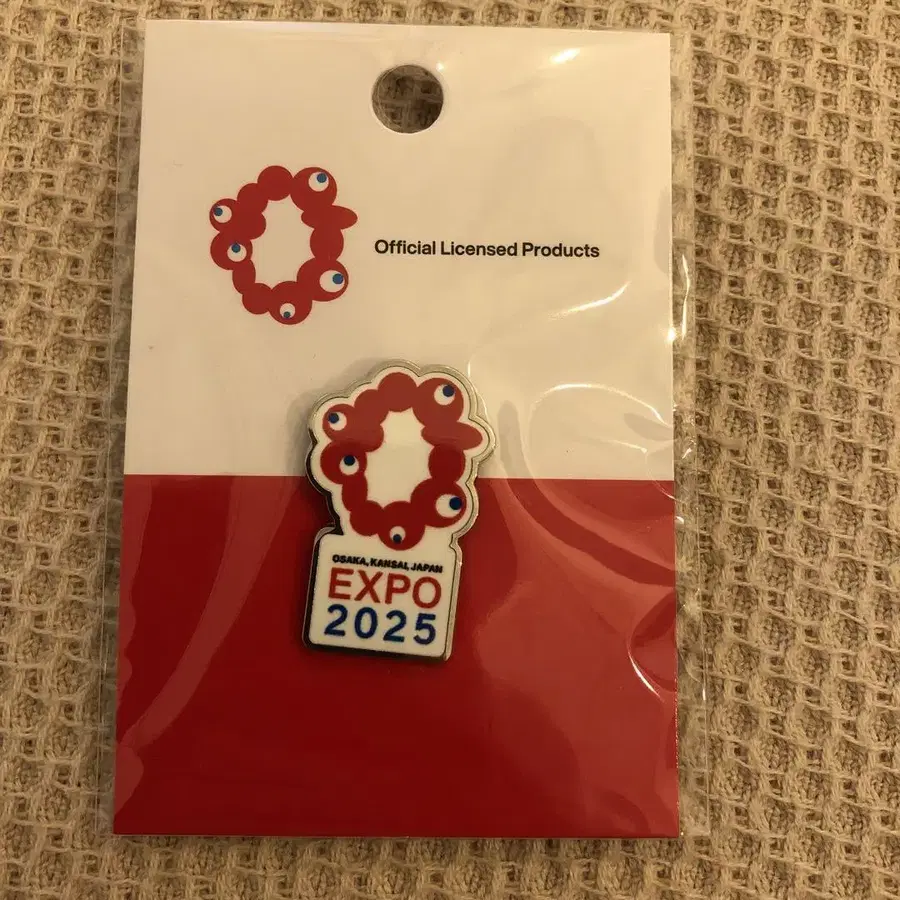 Official Licensed Products
OSAKA, KANSAI, JAPAN
EXPO
2025